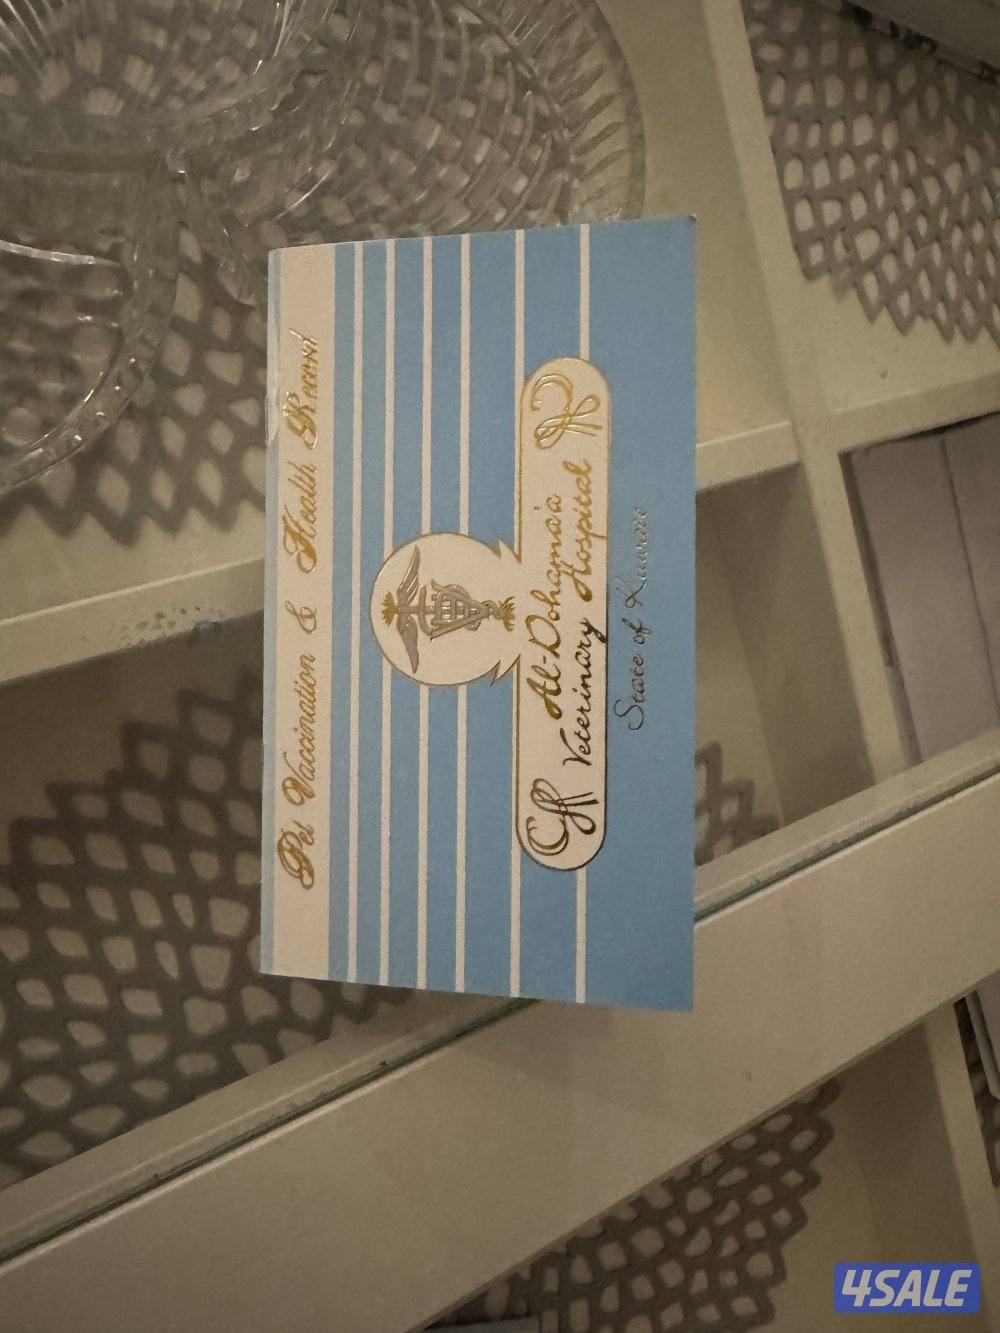 Pet Vaccination & Health Record
Al-Dohama'a
Veterinary Hospital
State of Kuwait
4SALE